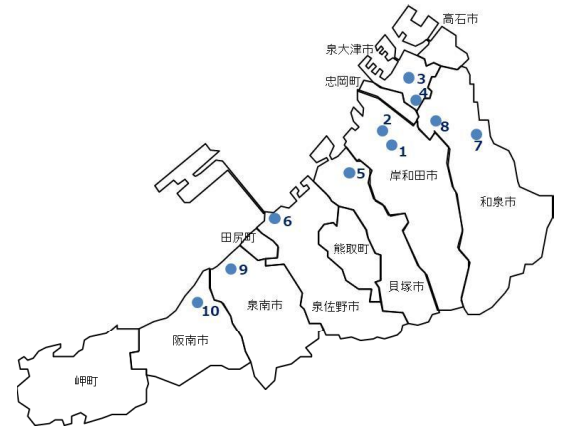 高石市
泉大津市
忠岡町
3
4
2
8
7
1
5
岸和田市
和泉市
6
田尻町
熊取町
9
貝塚市
10
泉南市
泉佐野市
阪南市
岬町